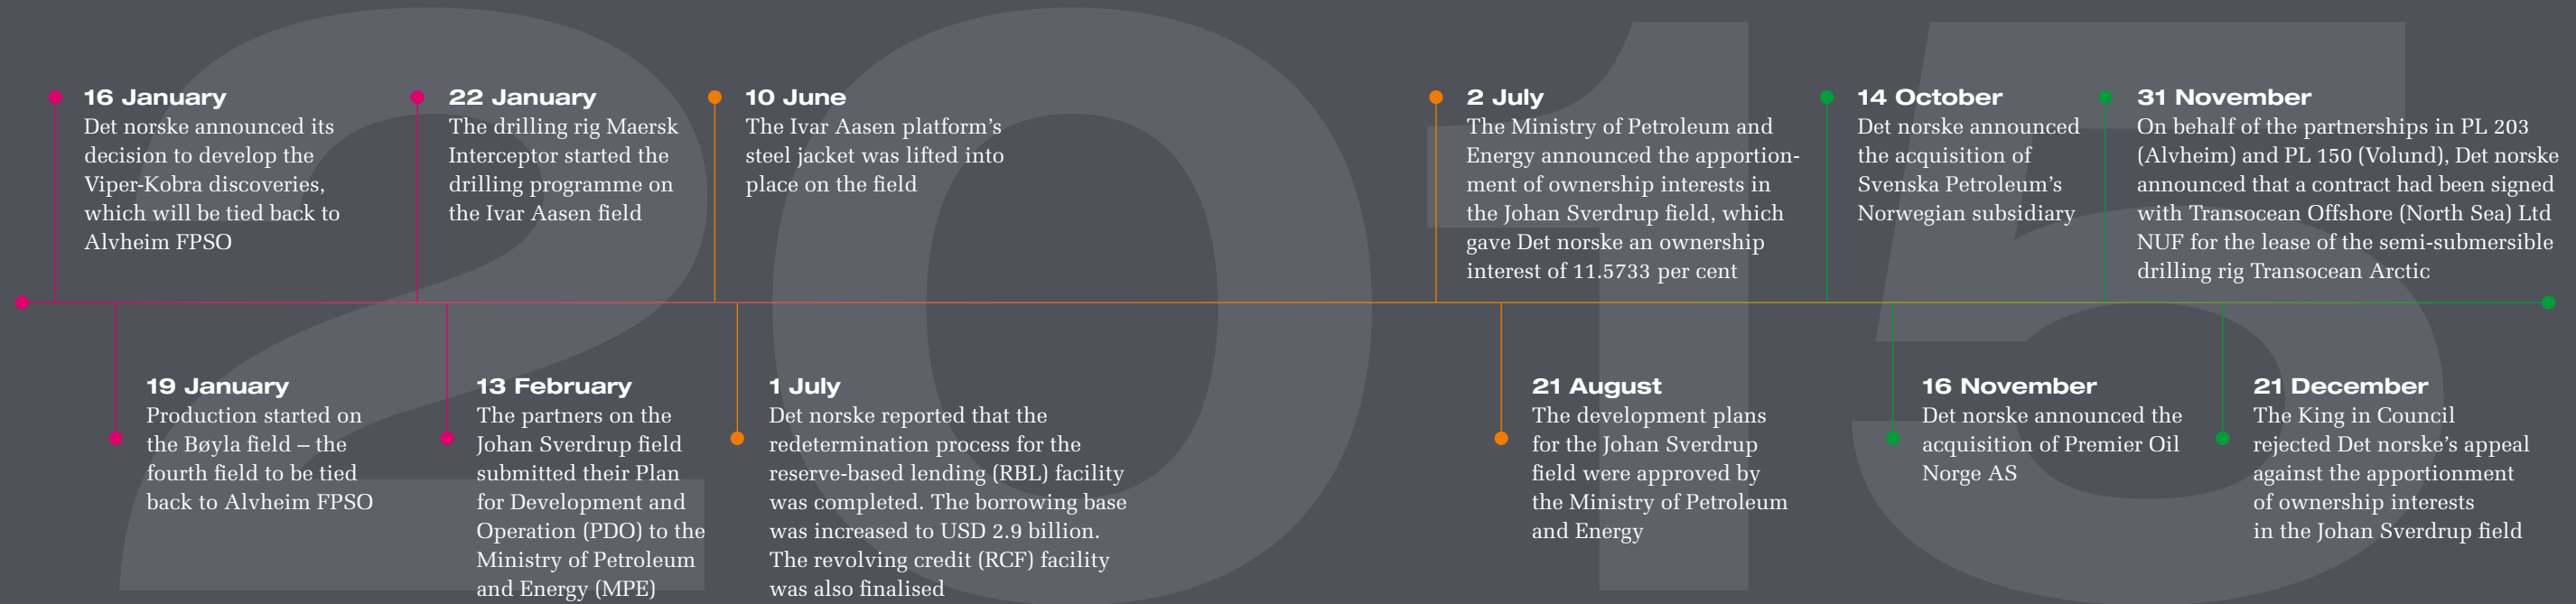 2015
16 January
Det norske announced its
decision to develop the
Viper-Kobra discoveries,
which will be tied back to
Alvheim FPSO
19 January
Production started on
the Bøyla field – the
fourth field to be tied
back to Alvheim FPSO
22 January
The drilling rig Maersk
Interceptor started the
drilling programme on
the Ivar Aasen field
13 February
The partners on the
Johan Sverdrup field
submitted their Plan
for Development and
Operation (PDO) to the
Ministry of Petroleum
and Energy (MPE)
10 June
The Ivar Aasen platform’s
steel jacket was lifted into
place on the field
1 July
Det norske reported that the
redetermination process for the
reserve-based lending (RBL) facility
was completed. The borrowing base
was increased to USD 2.9 billion.
The revolving credit (RCF) facility
was also finalised
2 July
The Ministry of Petroleum and
Energy announced the apportion-
ment of ownership interests in
the Johan Sverdrup field, which
gave Det norske an ownership
interest of 11.5733 per cent
21 August
The development plans
for the Johan Sverdrup
field were approved by
the Ministry of Petroleum
and Energy
14 October
Det norske announced
the acquisition of
Svenska Petroleum’s
Norwegian subsidiary
16 November
Det norske announced the
acquisition of Premier Oil
Norge AS
31 November
On behalf of the partnerships in PL 203
(Alvheim) and PL 150 (Volund), Det norske
announced that a contract had been signed
with Transocean Offshore (North Sea) Ltd
NUF for the lease of the semi-submersible
drilling rig Transocean Arctic
21 December
The King in Council
rejected Det norske’s appeal
against the apportionment
of ownership interests
in the Johan Sverdrup field